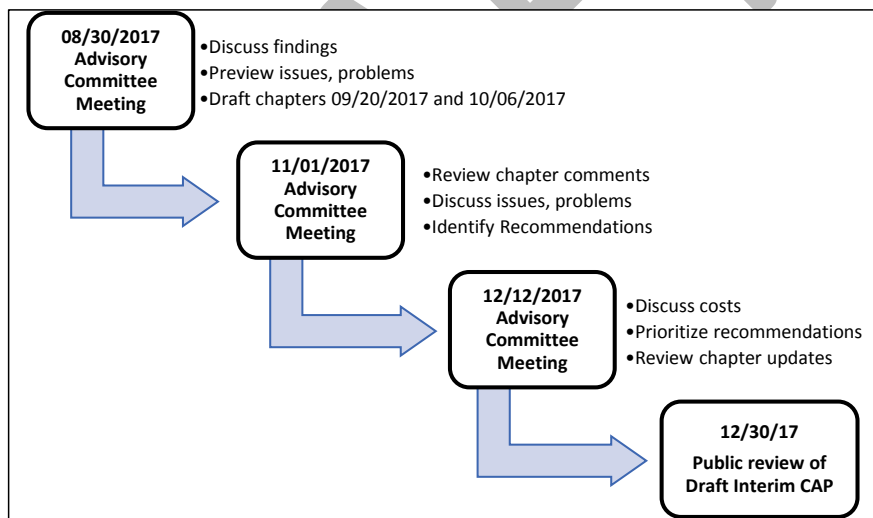 08/30/2017
Advisory
Committee
Meeting
•Discuss findings
•Preview issues, problems
•Draft chapters 09/20/2017 and 10/06/2017
11/01/2017
Advisory
Committee
Meeting
•Review chapter comments
•Discuss issues, problems
•Identify Recommendations
12/12/2017
Advisory
Committee
Meeting
•Discuss costs
•Prioritize recommendations
•Review chapter updates
12/30/17
Public review of
Draft Interim CAP